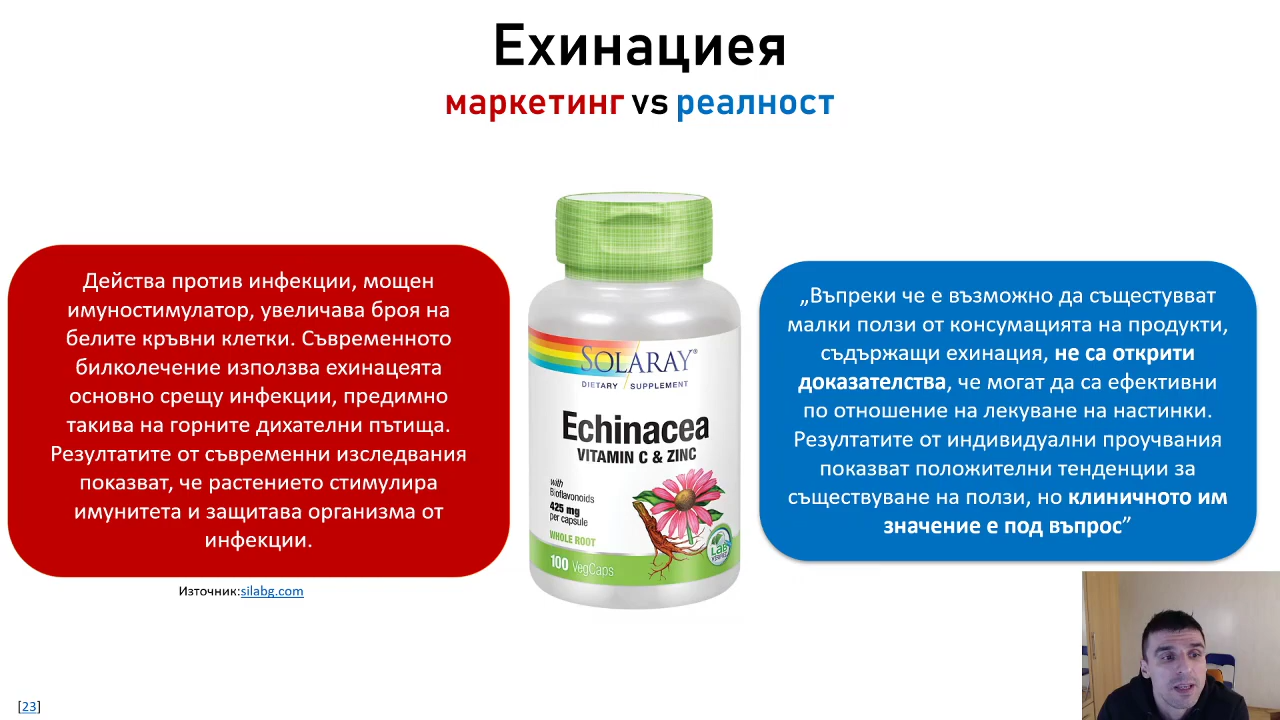 Ехинациея
маркетинг vs реалност
Действа против инфекции, мощен
имуностимулатор, увеличава броя на
белите кръвни клетки. Съвременното
билколечение използва ехинацеята
основно срещу инфекции, предимно
такива на горните дихателни пътища.
Резултатите от съвременни изследвания
показват, че растението стимулира
имунитета и защитава организма от
инфекции.
Източник:silabg.com
SOLARAY®
DIETARY SUPPLEMENT
Echinacea
VITAMIN C & ZINC
with
Bioflavonoids
425 mg
per capsule
WHOLE ROOT
100 VegCaps
„Въпреки че е възможно да същестувват
малки ползи от консумацията на продукти,
съдържащи ехинация, не са открити
доказателства, че могат да са ефективни
по отношение на лекуване на настинки.
Резултатите от индивидуални проучвания
показват положителни тенденции за
съществуване на ползи, но клиничното им
значение е под въпрос”
[23]